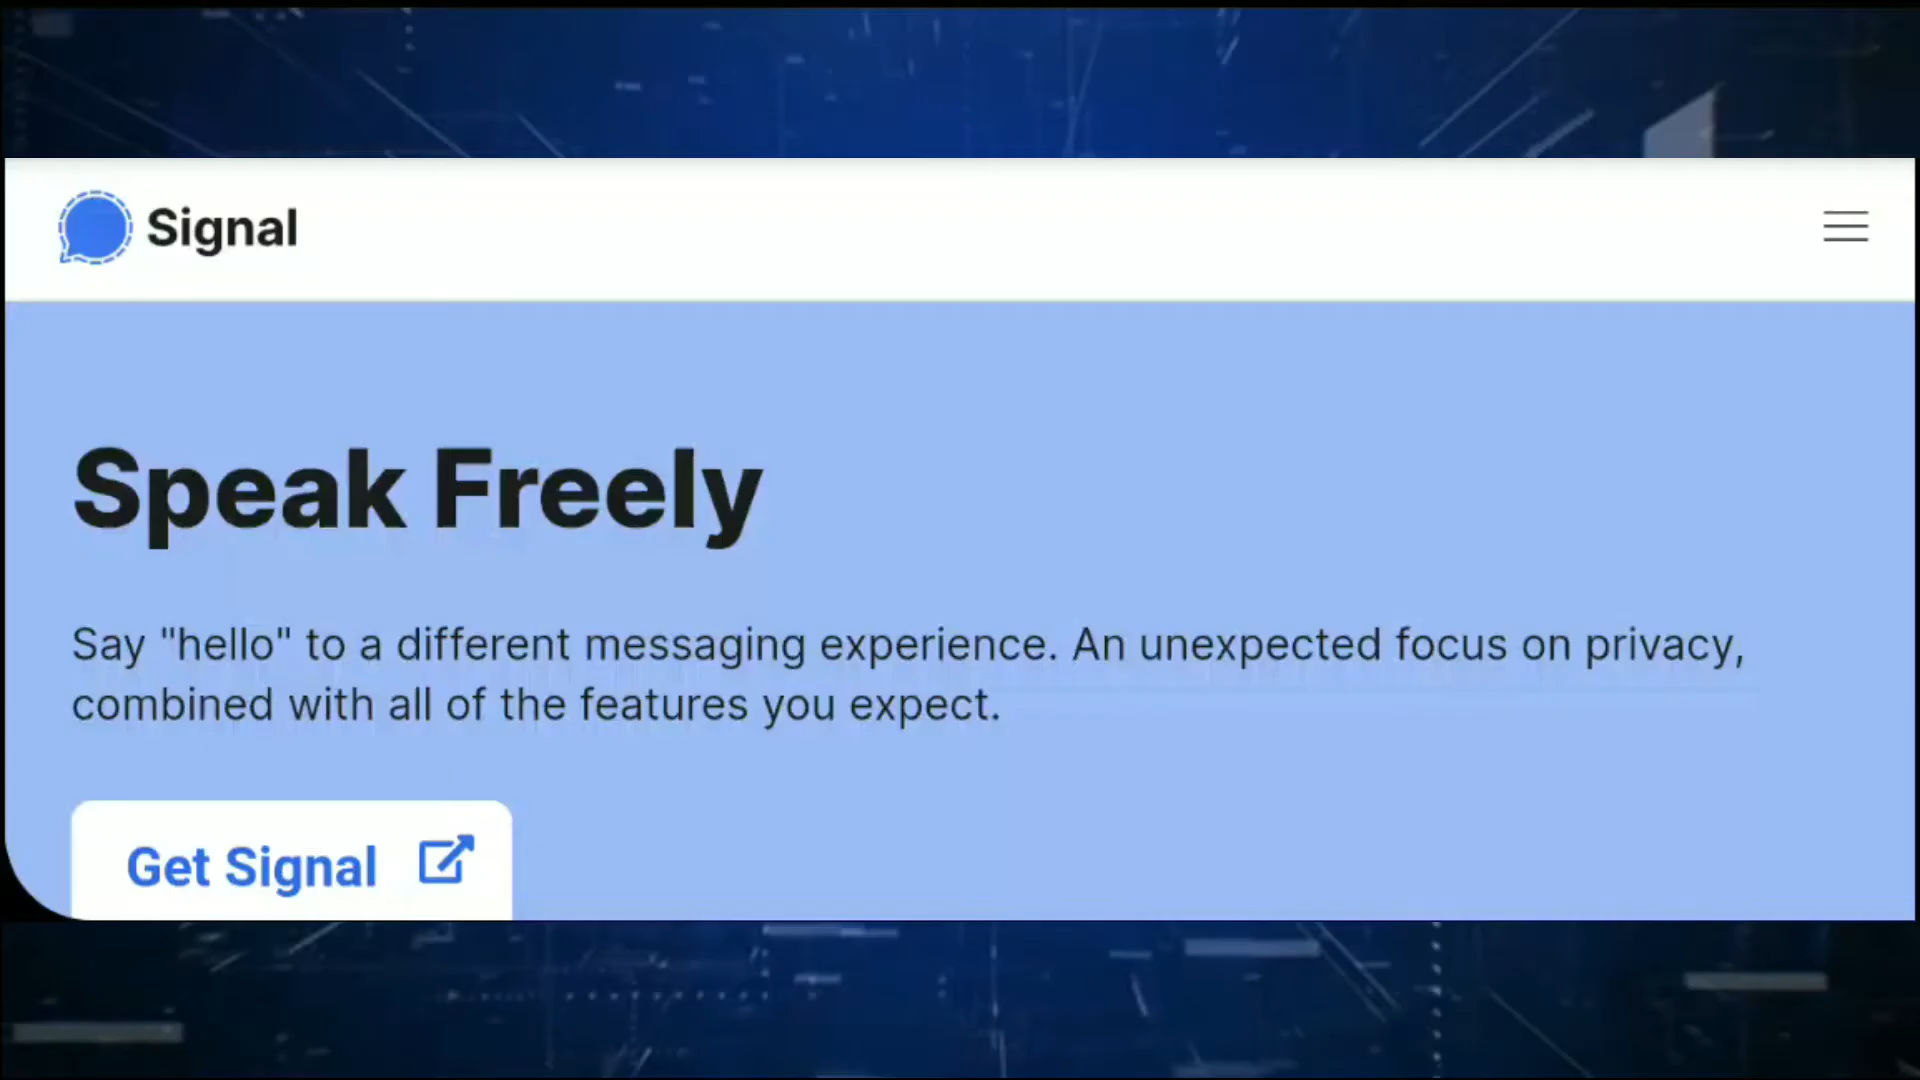 Signal
Speak Freely
Say "hello" to a different messaging experience. An unexpected focus on privacy,
combined with all of the features you expect.
Get Signal